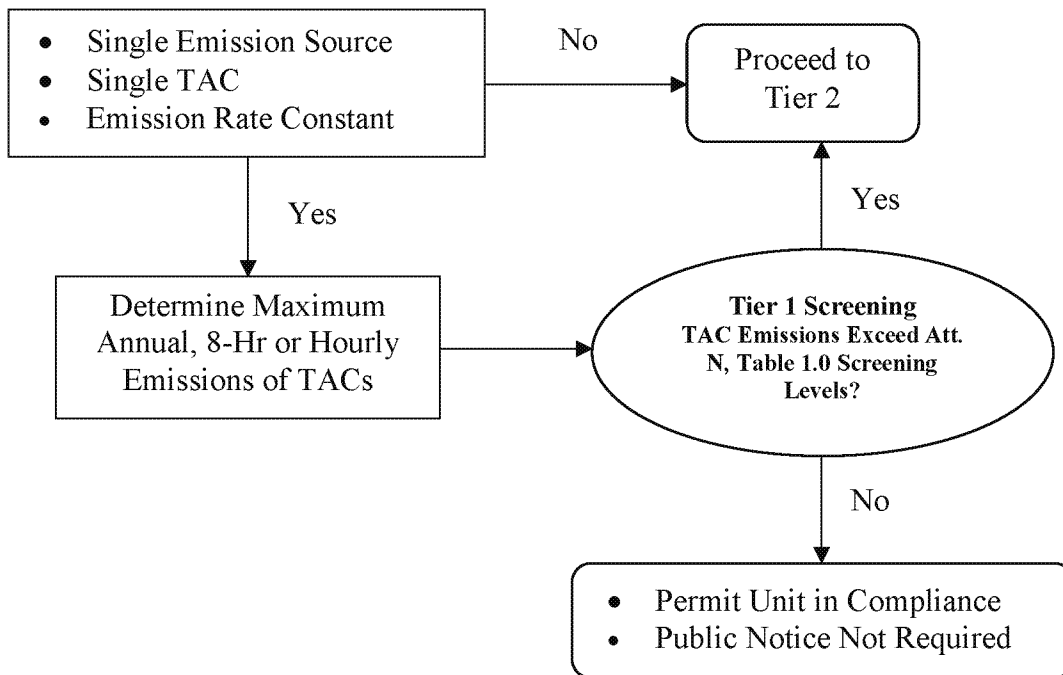 • Single Emission Source
• Single TAC
• Emission Rate Constant
No
Proceed to
Tier 2
Yes
Yes
Determine Maximum
Annual, 8-Hr or Hourly
Emissions of TACs
Tier 1 Screening
TAC Emissions Exceed Att.
N, Table 1.0 Screening
Levels?
No
• Permit Unit in Compliance
• Public Notice Not Required